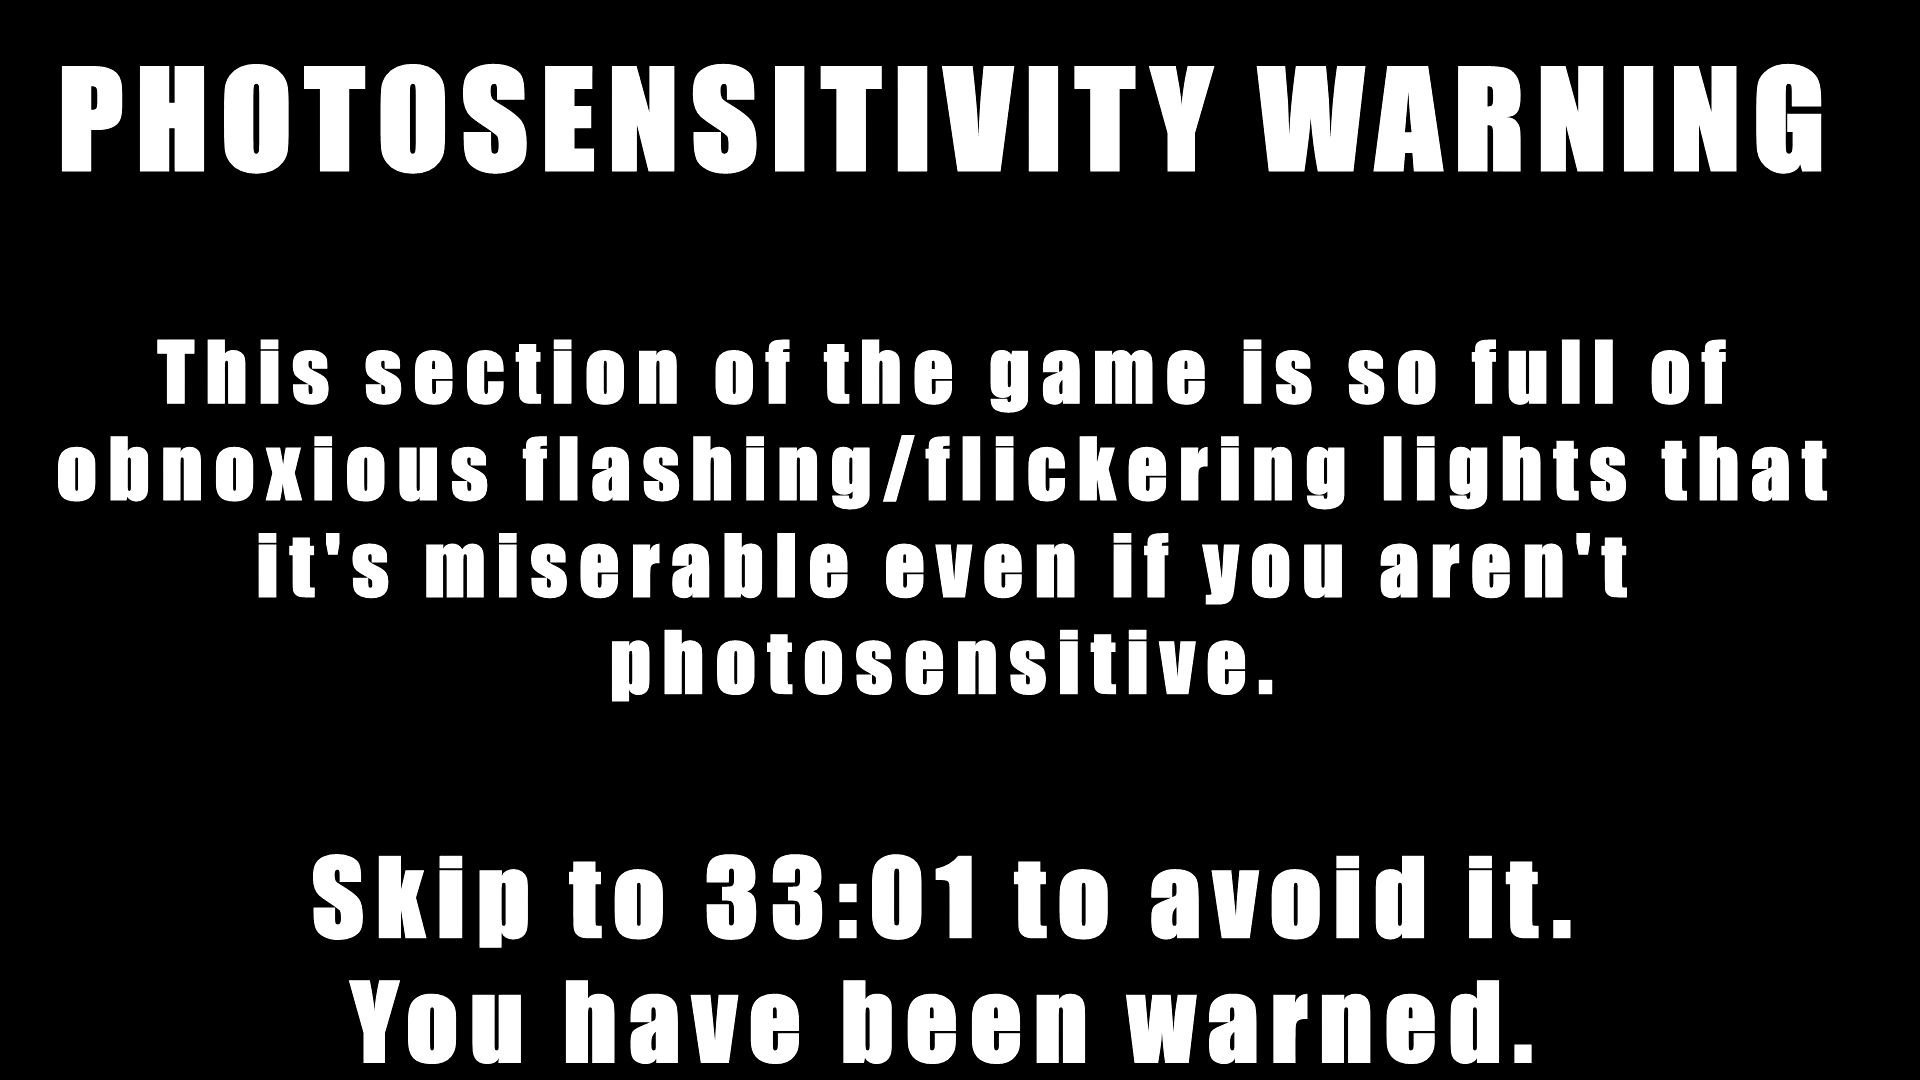 PHOTOSENSITIVITY WARNING
This section of the game is so full of
obnoxious flashing/flickering lights that
it's miserable even if you aren't
photosensitive.
Skip to 33:01 to avoid it.
You have been warned.